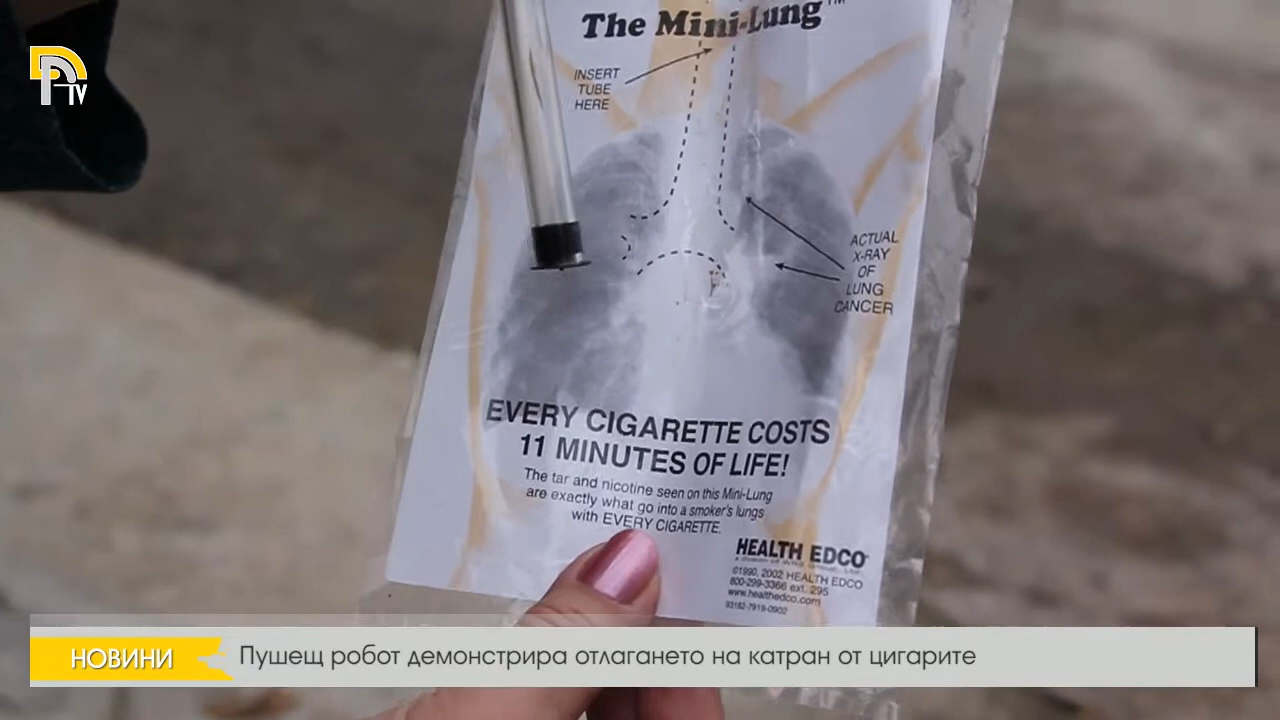 TV
The Mini-Lung™
INSERT
TUBE
HERE
ACTUAL
X-RAY
OF
LUNG
CANCER
EVERY CIGARETTE COSTS
11 MINUTES OF LIFE!
The tar and nicotine seen on this Mini-Lung
are exactly what go into a smoker's lungs
with EVERY CIGARETTE.
HEALTH EDCO
©1990, 2002 HEALTH EDCO
800-299-3366 ext. 295
www.healthedco.com
93182-7919-0902
НОВИНИ
Пушещ робот демонстрира отлагането на катран от цигарите